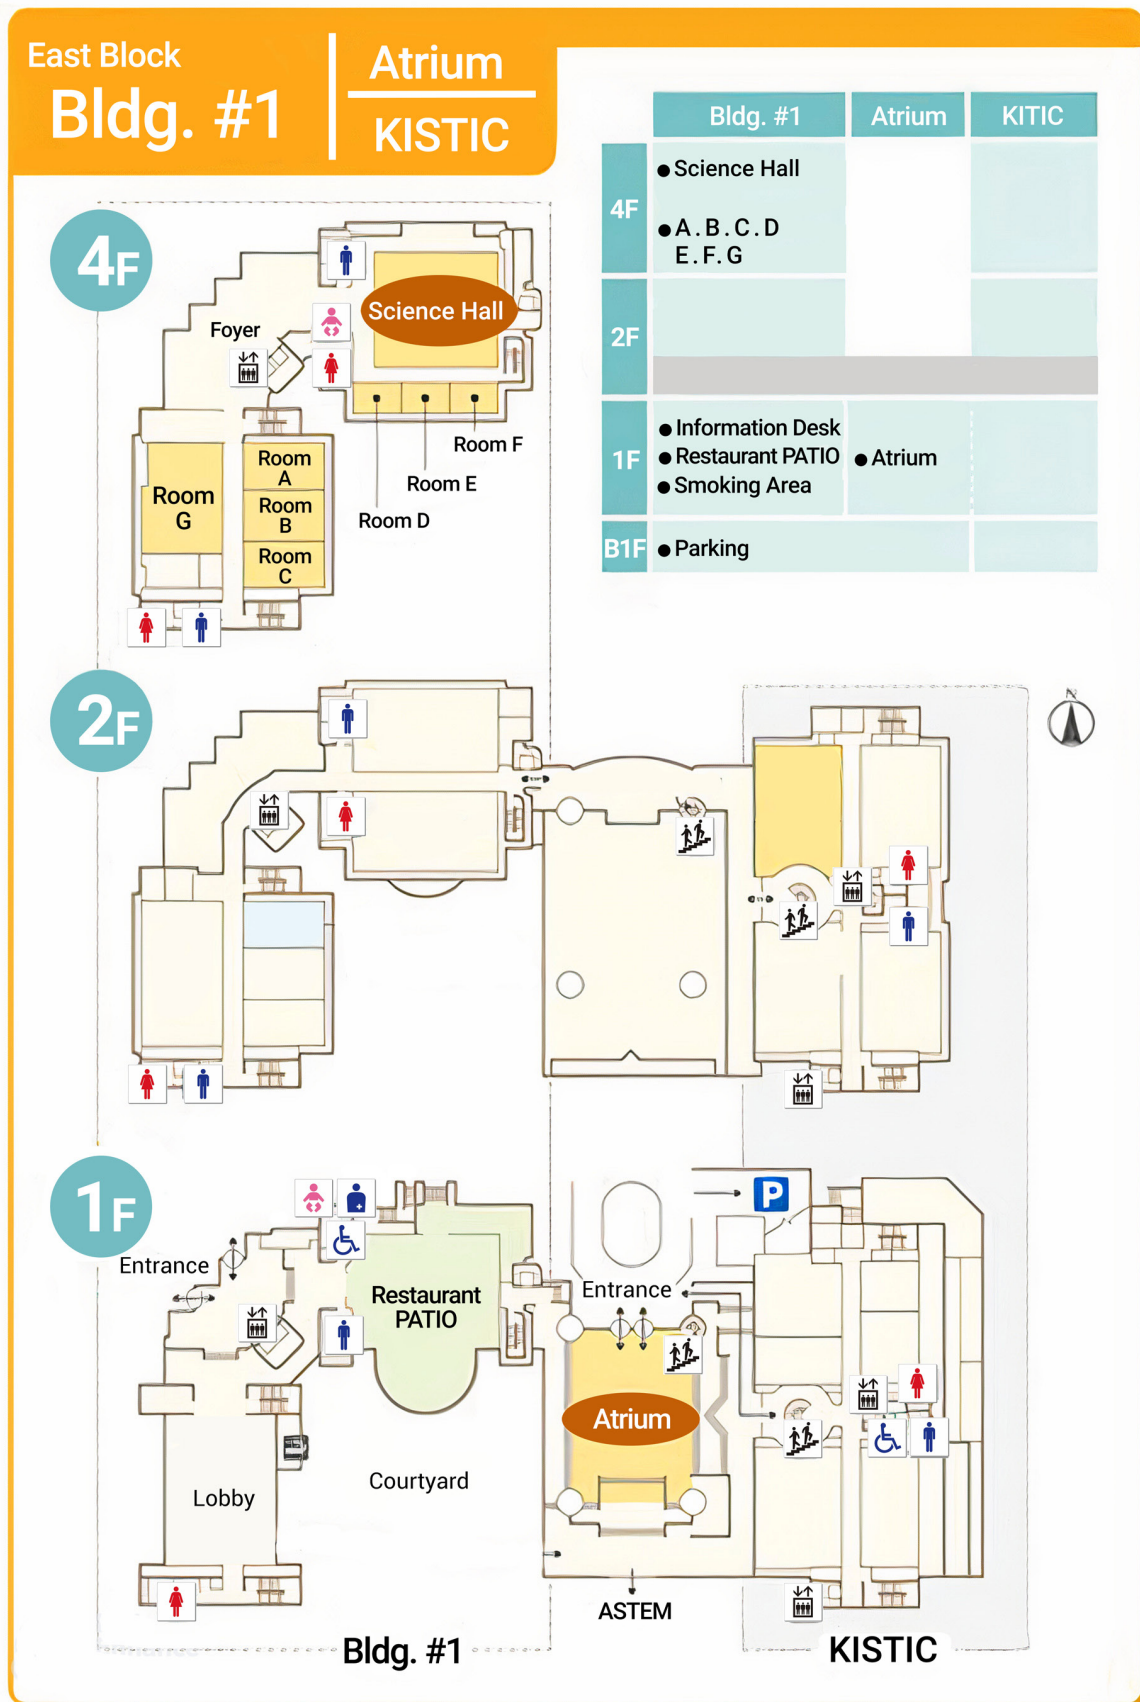 East Block
Bldg. #1
Atrium
KISTIC
Bldg. #1 Atrium KITIC
4F
● Science Hall
● A.B.C.D
E.F.G
2F
1F
● Information Desk
● Restaurant PATIO
● Smoking Area
● Atrium
B1F
● Parking
4F
Science Hall
Foyer
Room F
Room E
Room D
Room A
Room B
Room C
Room G
2F
N
1F
Entrance
Restaurant
PATIO
Entrance
P
Atrium
Lobby
Courtyard
ASTEM
Bldg. #1
KISTIC